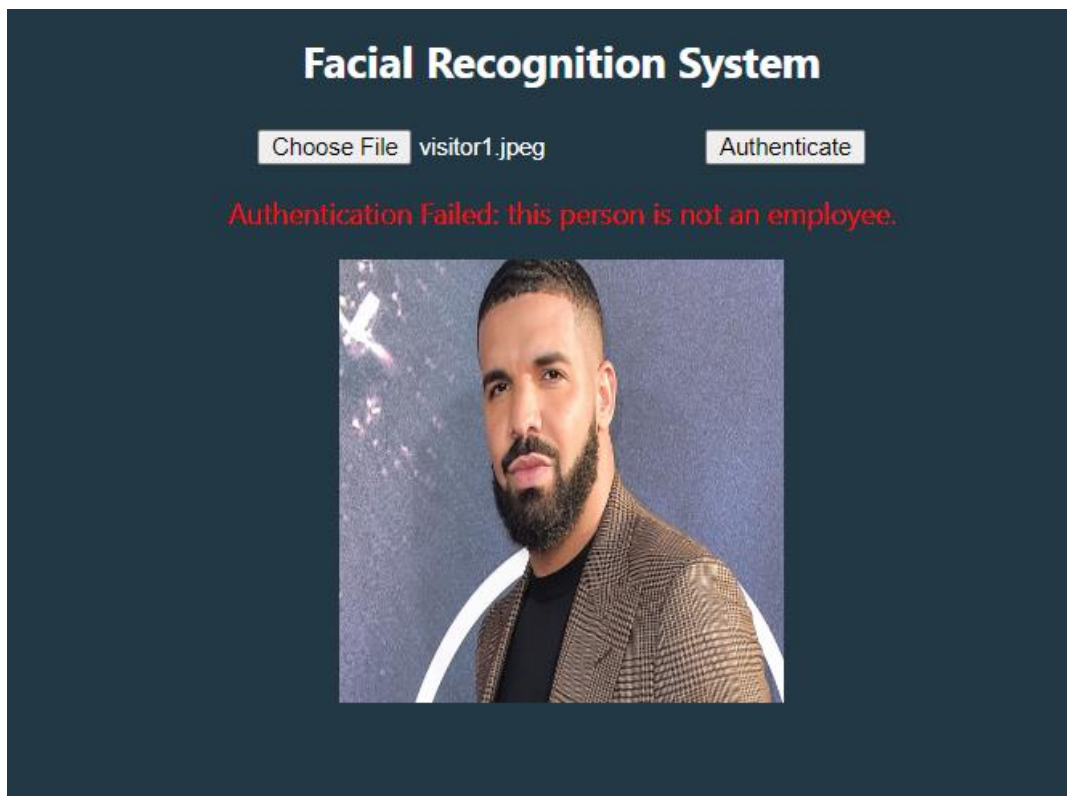 Facial Recognition System
Choose File visitor1.jpeg Authenticate
Authentication Failed: this person is not an employee.